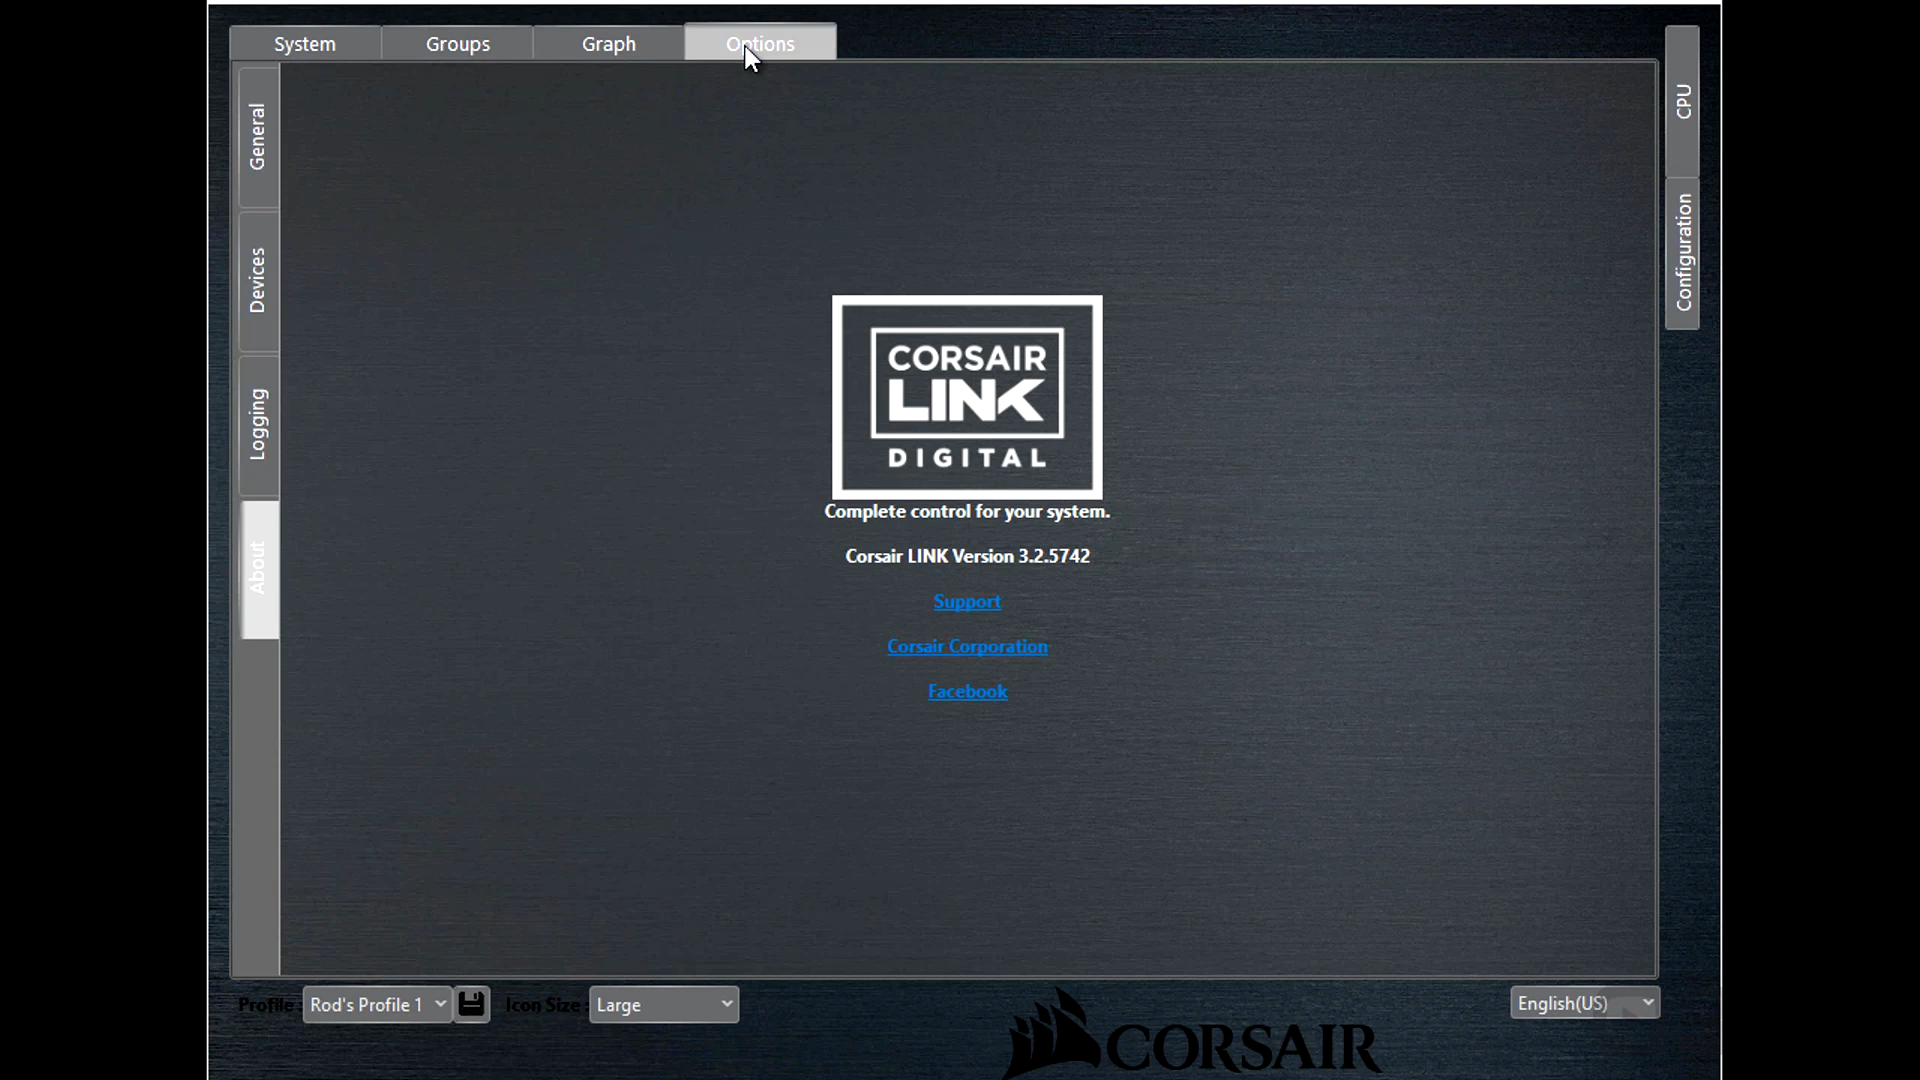 System
Groups
Graph
Options
General
Devices
Logging
About
CPU
Configuration
CORSAIR
LINK
DIGITAL
Complete control for your system.
Corsair LINK Version 3.2.5742
Support
Corsair Corporation
Facebook
Profile :
Rod's Profile 1
Icon Size :
Large
English(US)
CORSAIR